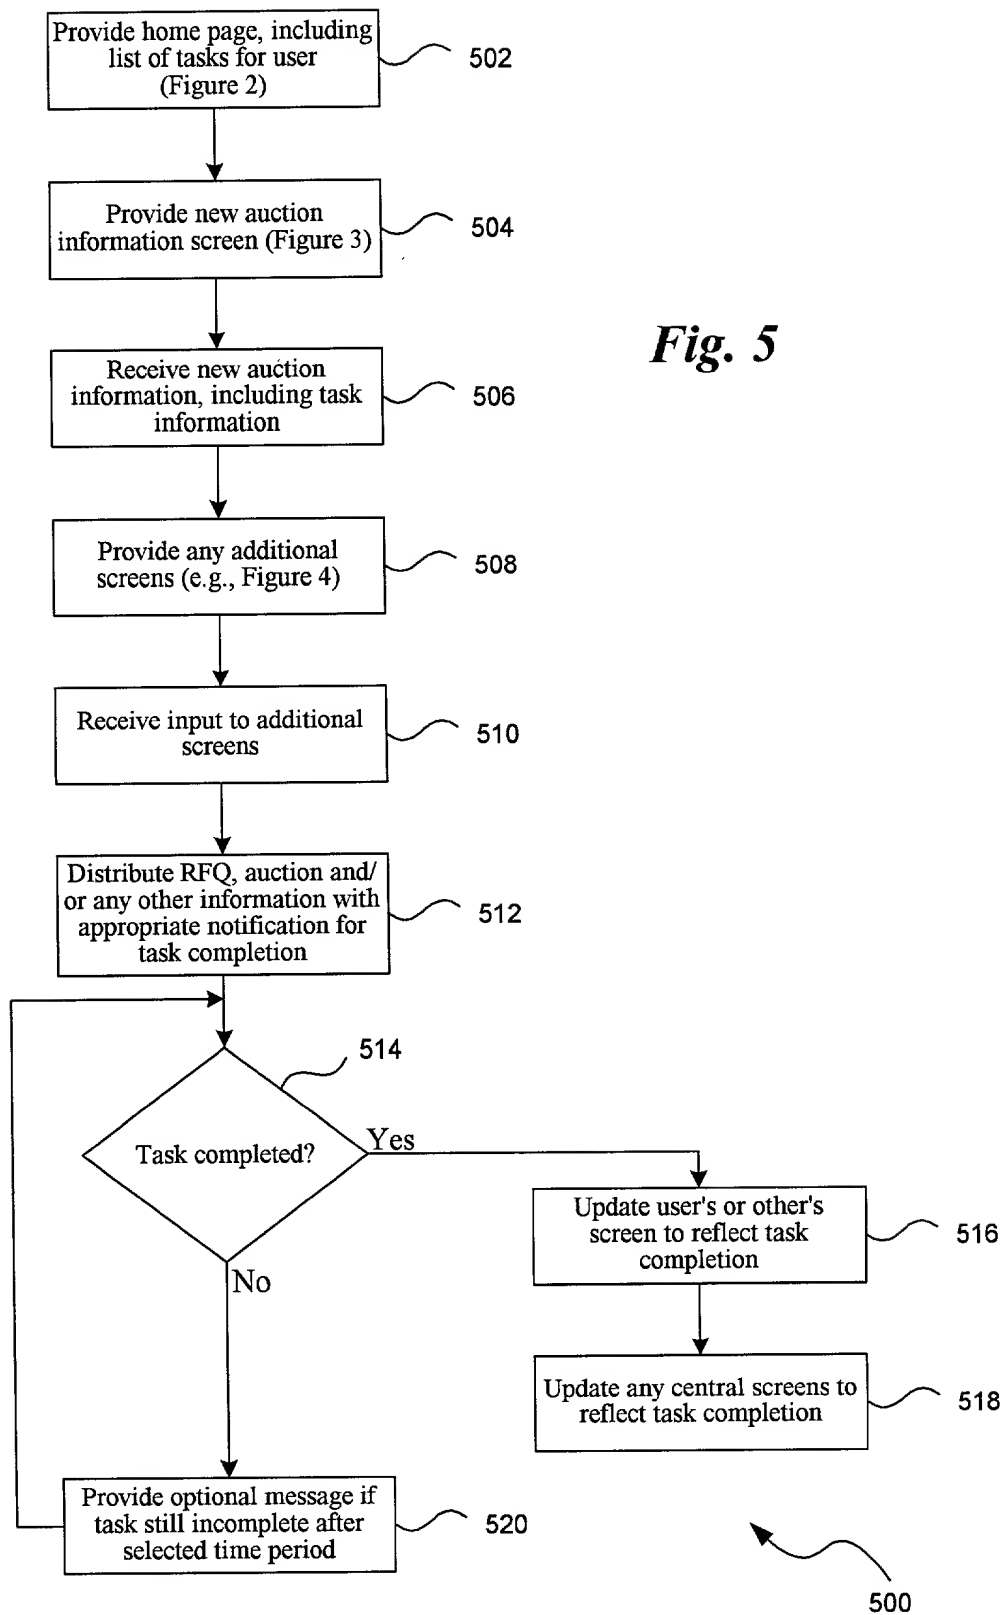 Provide home page, including
list of tasks for user
(Figure 2)
502
Provide new auction
information screen (Figure 3)
504
Fig. 5
Receive new auction
information, including task
information
506
Provide any additional
screens (e.g., Figure 4)
508
Receive input to additional
screens
510
Distribute RFQ, auction and/
or any other information with
appropriate notification for
task completion
512
514
Task completed?
Yes
No
Update user's or other's
screen to reflect task
completion
516
Update any central screens to
reflect task completion
518
Provide optional message if
task still incomplete after
selected time period
520
500